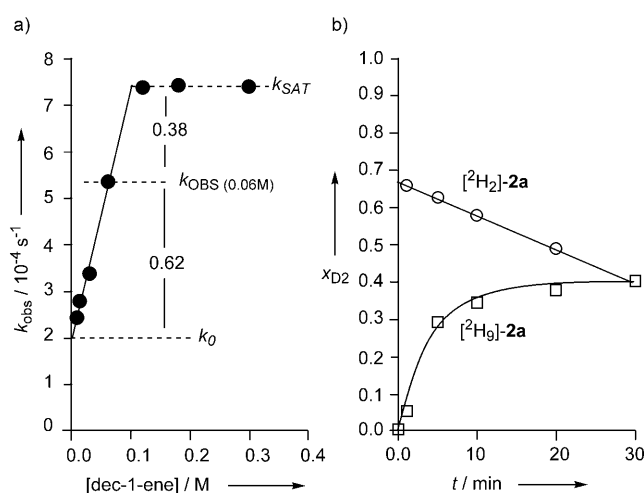 a)
8
7
6
5
4
3
2
1
0
k_obs / 10⁻⁴ s⁻¹
k_SAT
0.38
k_OBS (0.06M)
0.62
k_0
0.0 0.1 0.2 0.3 0.4
[dec-1-ene] / M
b)
1.0
0.9
0.8
0.7
0.6
0.5
0.4
0.3
0.2
0.1
0.0
x_D2
[²H₂]-2a
[²H₉]-2a
0.0 10 20 30
t / min